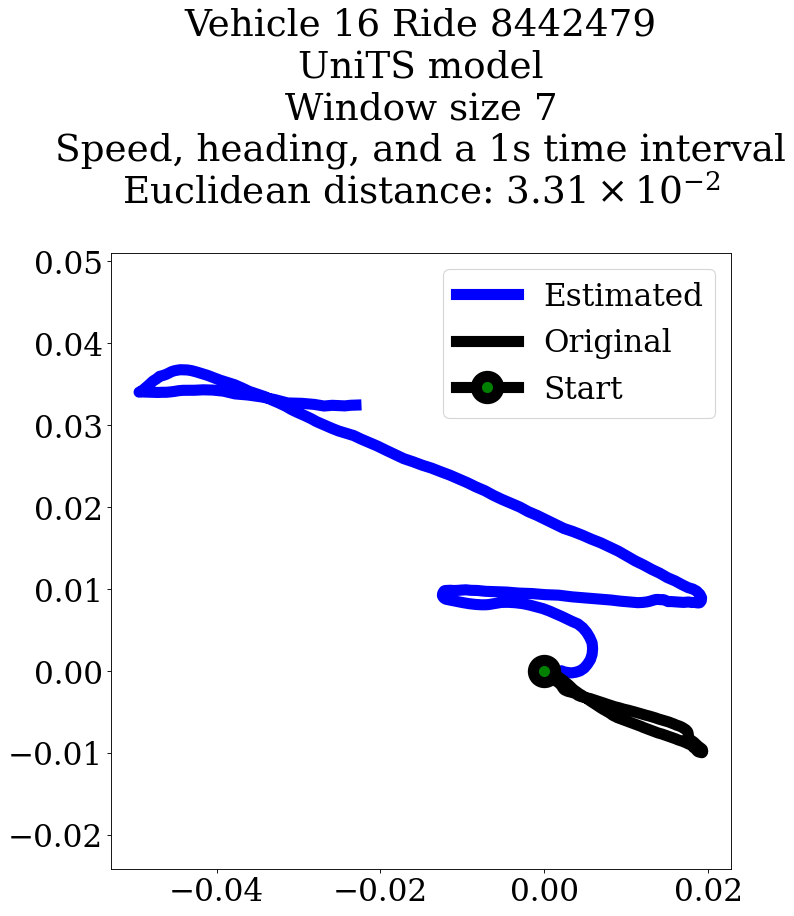 Vehicle 16 Ride 8442479
UniTS model
Window size 7
Speed, heading, and a 1s time interval
Euclidean distance: 3.31 × 10⁻²
0.05
Estimated
0.04
Original
Start
0.03
0.02
0.01
0.00
−0.01
−0.02
−0.04 −0.02 0.00 0.02